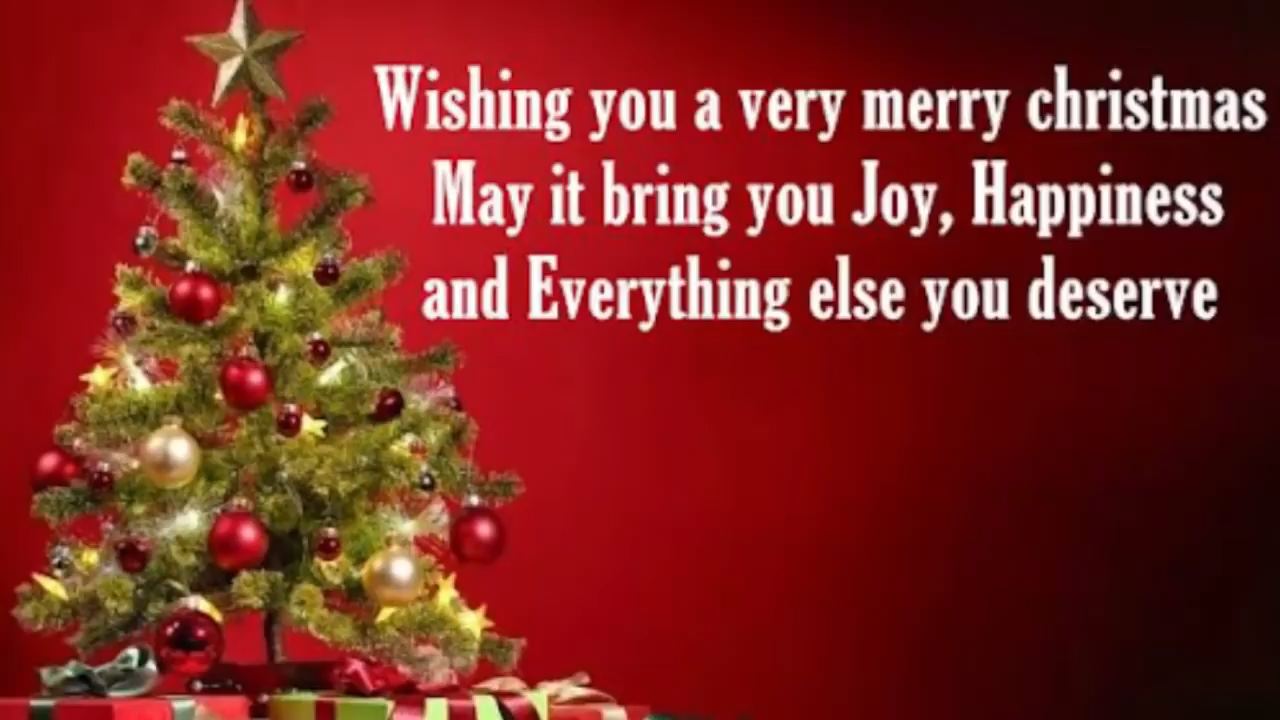 Wishing you a very merry christmas
May it bring you Joy, Happiness
and Everything else you deserve